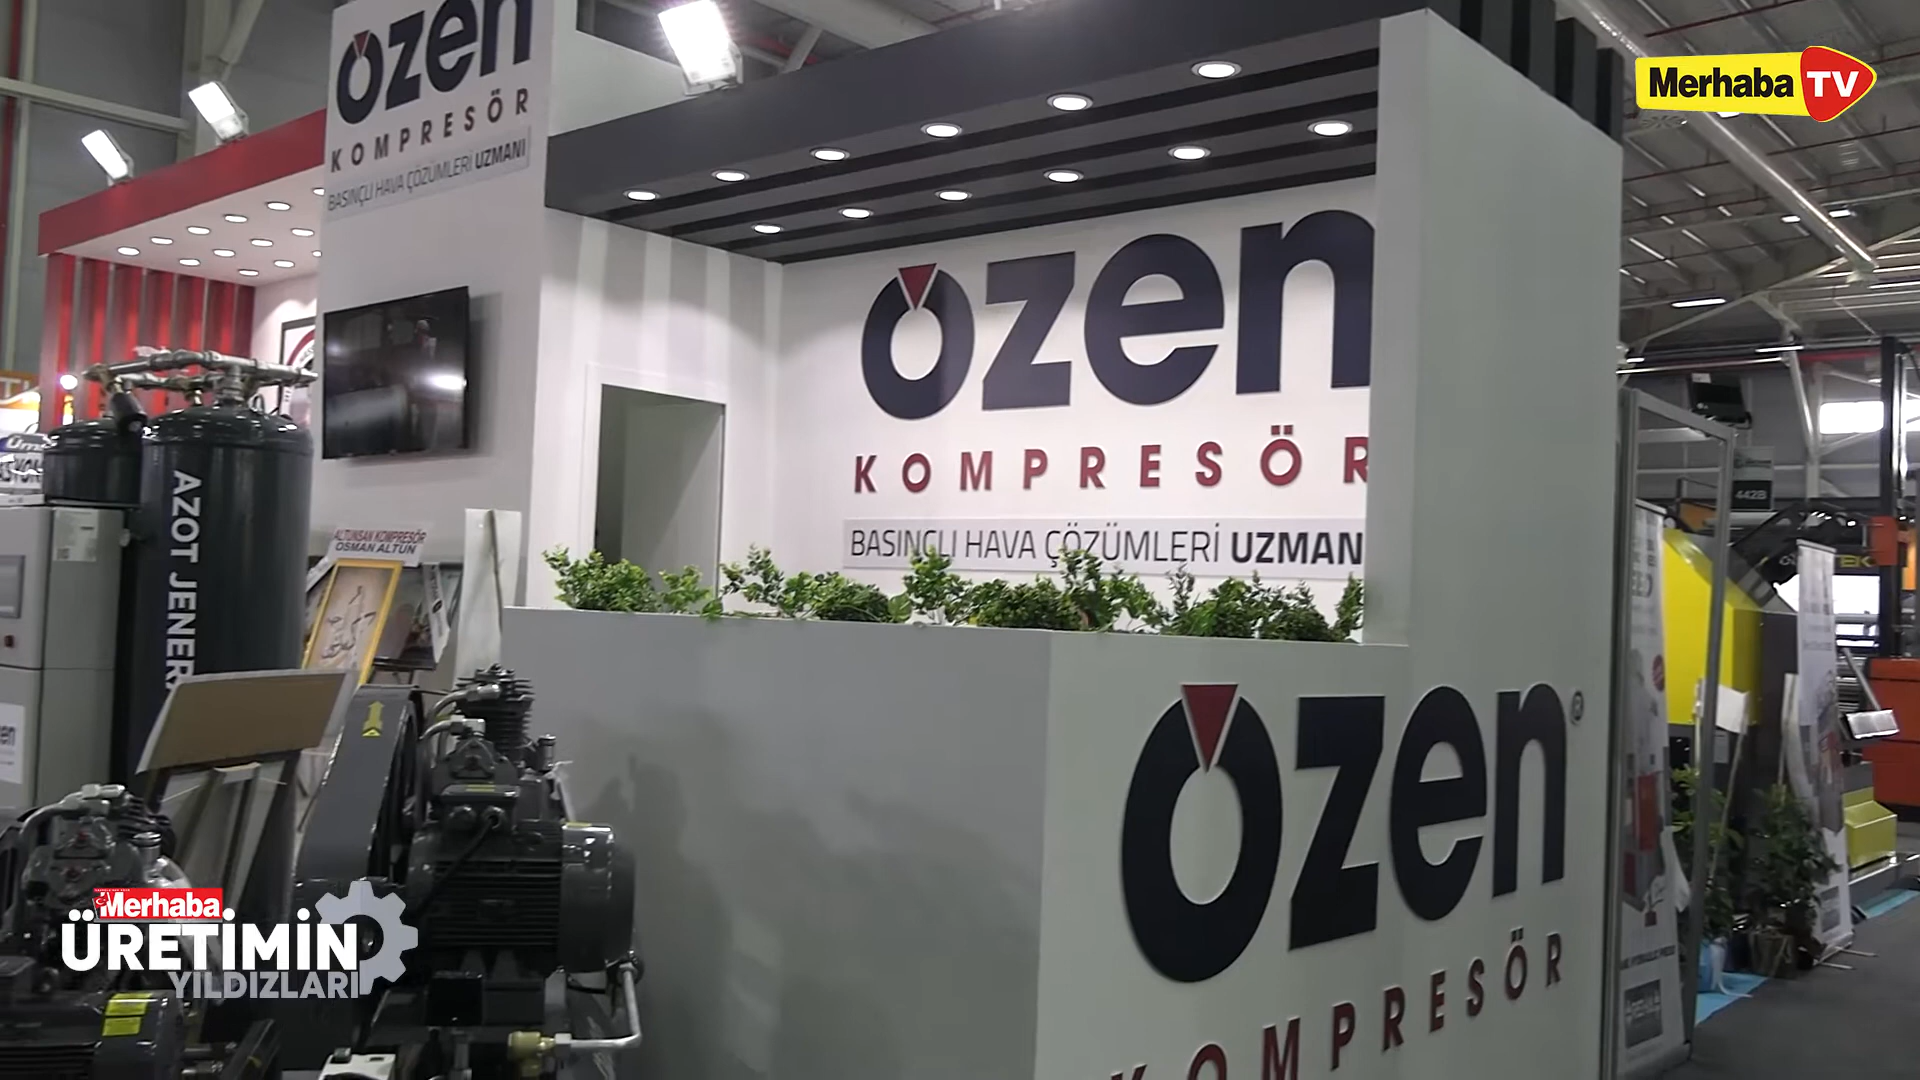 özen
KOMPRESÖR
BASINÇLI HAVA ÇÖZÜMLERİ UZMANI
Merhaba TV
özen
KOMPRESÖR
BASINÇLI HAVA ÇÖZÜMLERİ UZMAN
AZOT JENER
ALTUNSAN KOMPRESÖR
OSMAN ALTUN
442B
özen®
KOMPRESÖR
Merhaba
ÜRETİMİN
YILDIZLARI